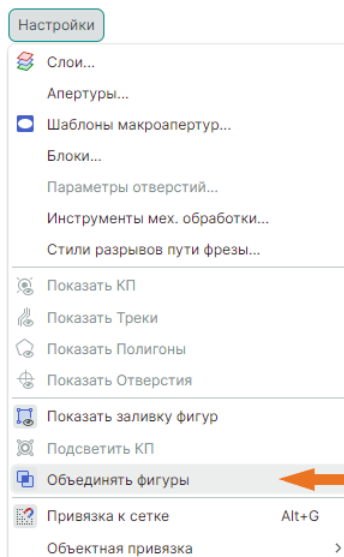 Настройки
Слои...
Апертуры...
Шаблоны макроапертур...
Блоки...
Параметры отверстий...
Инструменты мех. обработки...
Стили разрывов пути фрезы...
Показать КП
Показать Треки
Показать Полигоны
Показать Отверстия
Показать заливку фигур
Подсветить КП
Объединять фигуры
Привязка к сетке Alt+G
Объектная привязка